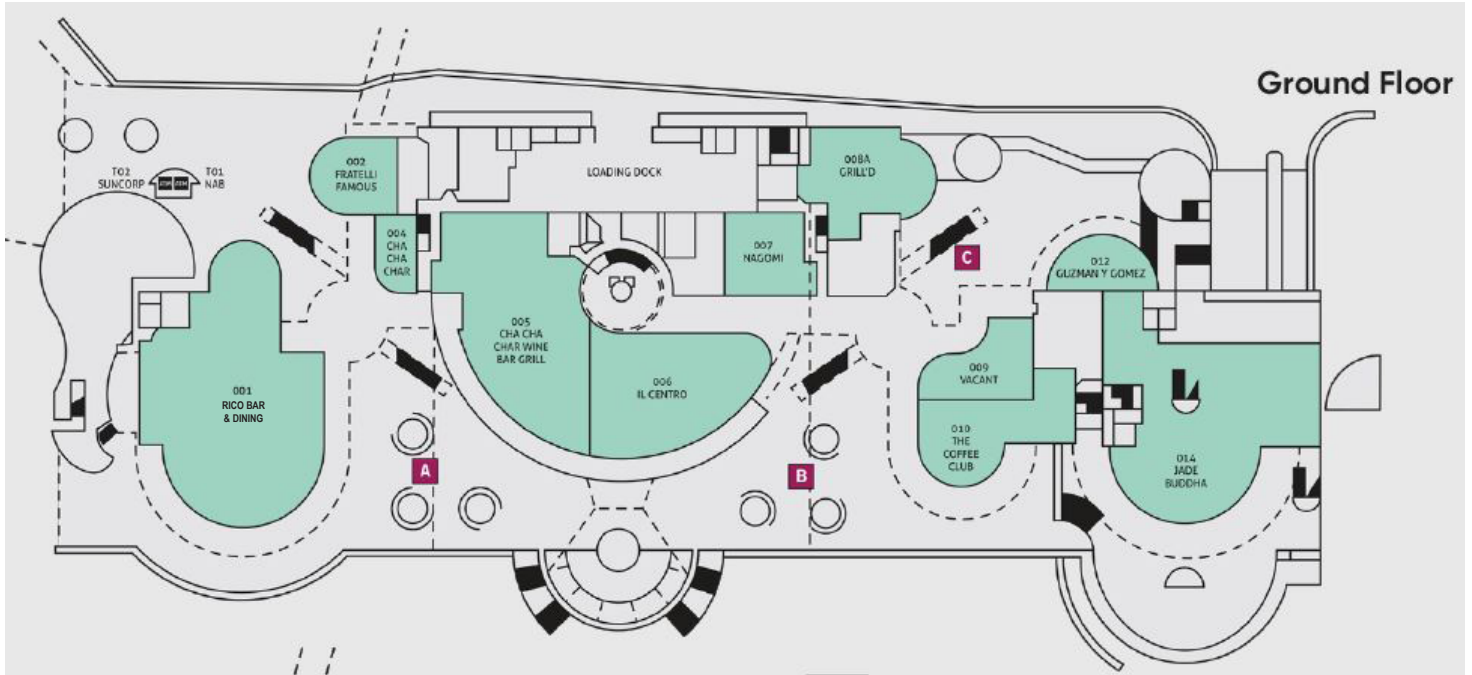 Ground Floor
002
FRATELLI
FAMOUS
LOADING DOCK
008A
GRILL'D
T02
SUNCORP
ATM
ATM
T01
NAB
004
CHA
CHA
CHAR
007
NAGOMI
C
012
GUZMAN Y GOMEZ
005
CHA CHA
CHAR WINE
BAR GRILL
006
IL CENTRO
009
VACANT
001
RICO BAR
& DINING
010
THE
COFFEE
CLUB
014
JADE
BUDDHA
A
B